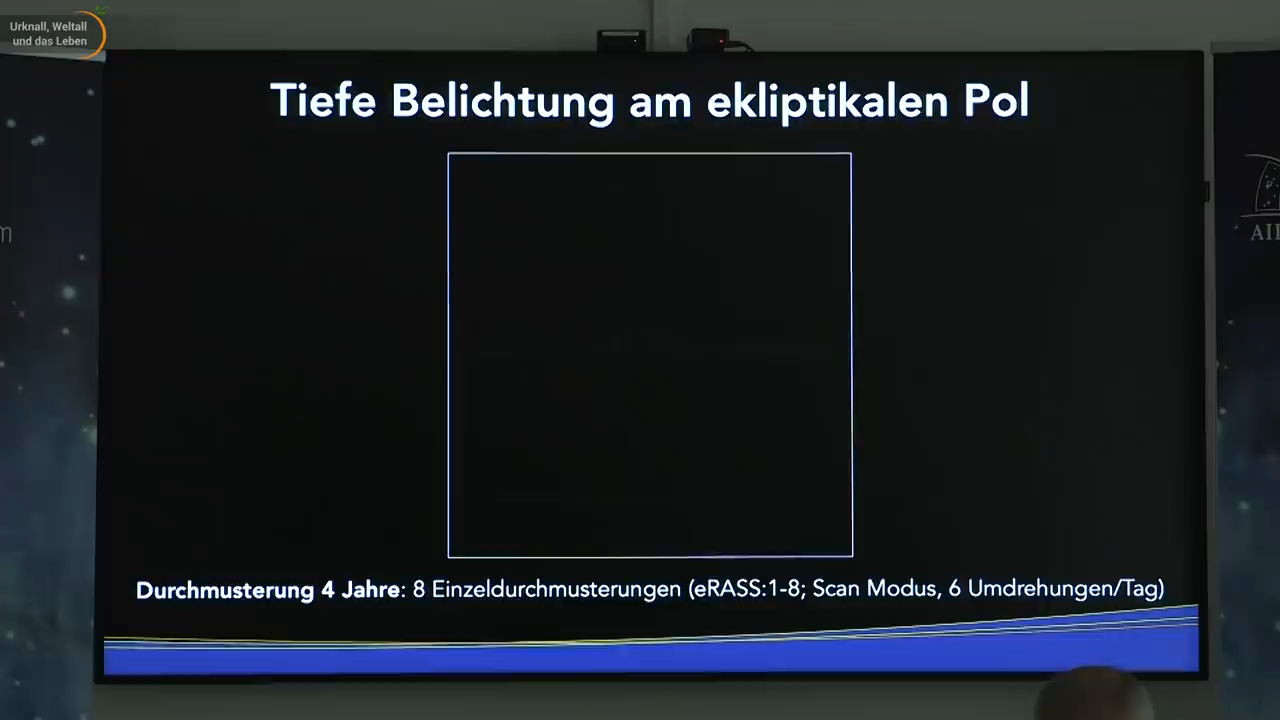 Urknall, Weltall
und das Leben
Tiefe Belichtung am ekliptikalen Pol
m
AI
Durchmusterung 4 Jahre: 8 Einzeldurchmusterungen (eRASS:1-8; Scan Modus, 6 Umdrehungen/Tag)